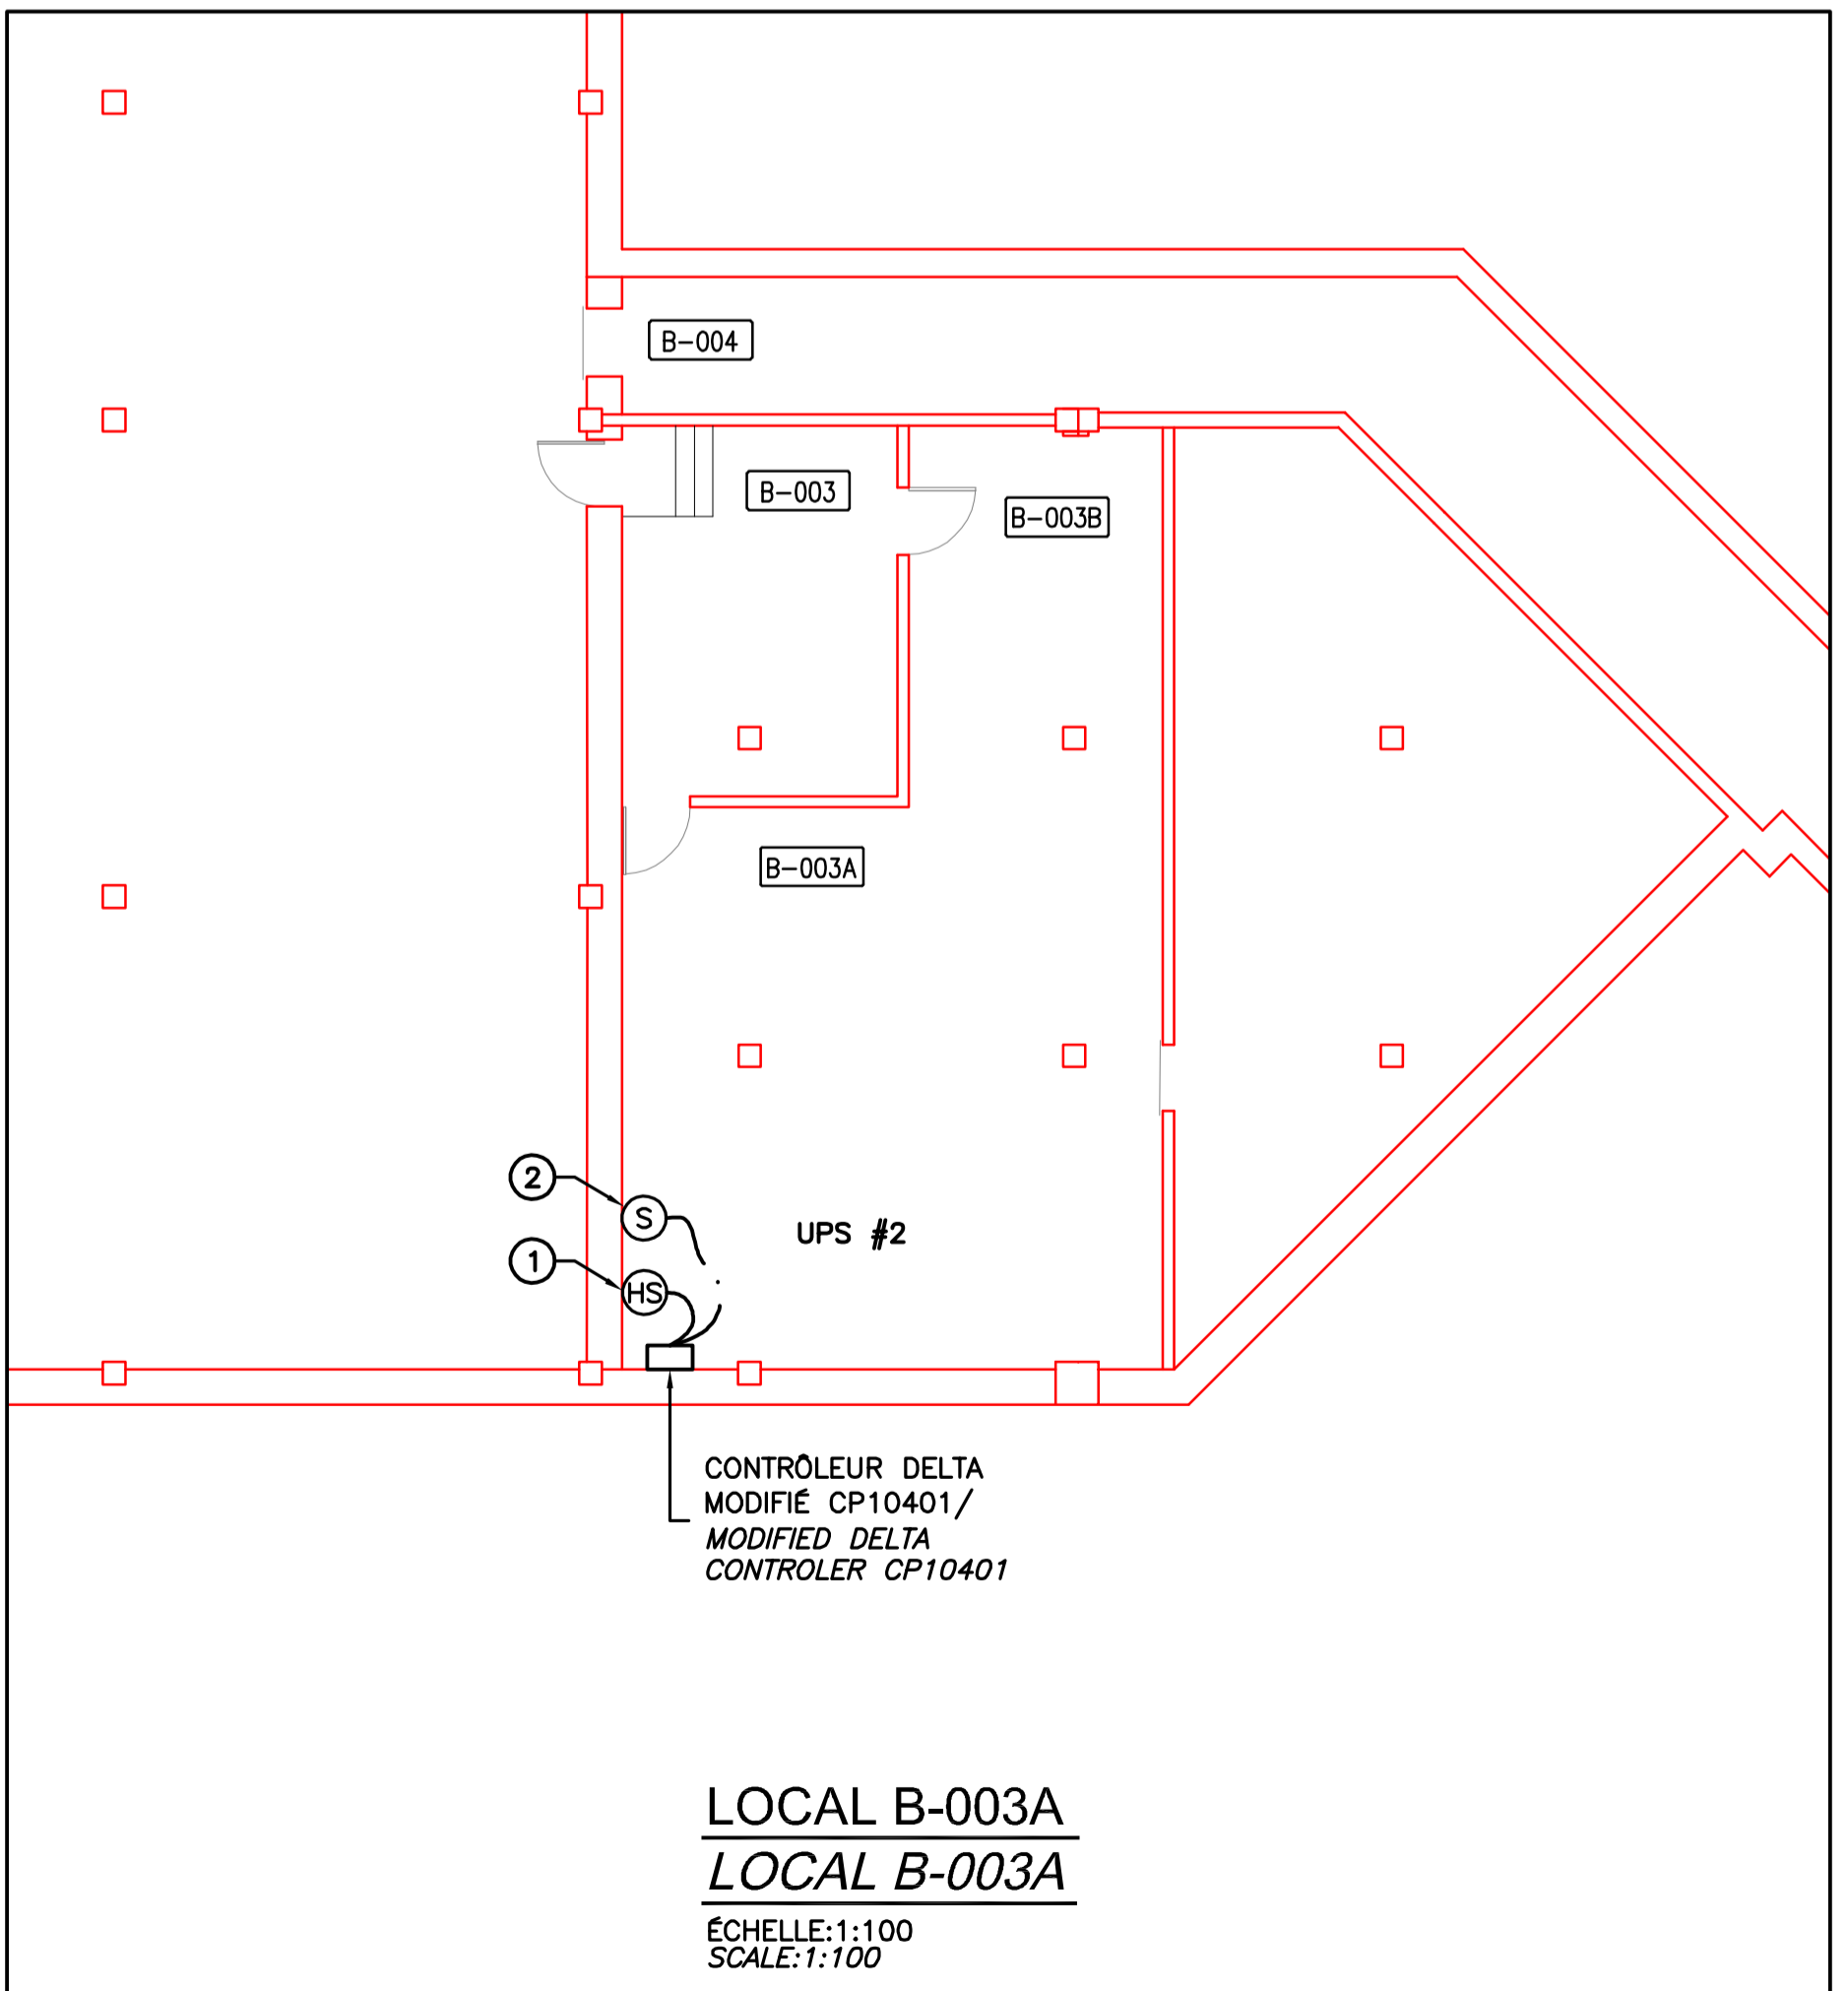 B-004
B-003
B-003B
B-003A
2
S
UPS #2
1
HS
CONTRÔLEUR DELTA
MODIFIÉ CP10401/
MODIFIED DELTA
CONTROLER CP10401
LOCAL B-003A
LOCAL B-003A
ÉCHELLE:1:100
SCALE:1:100